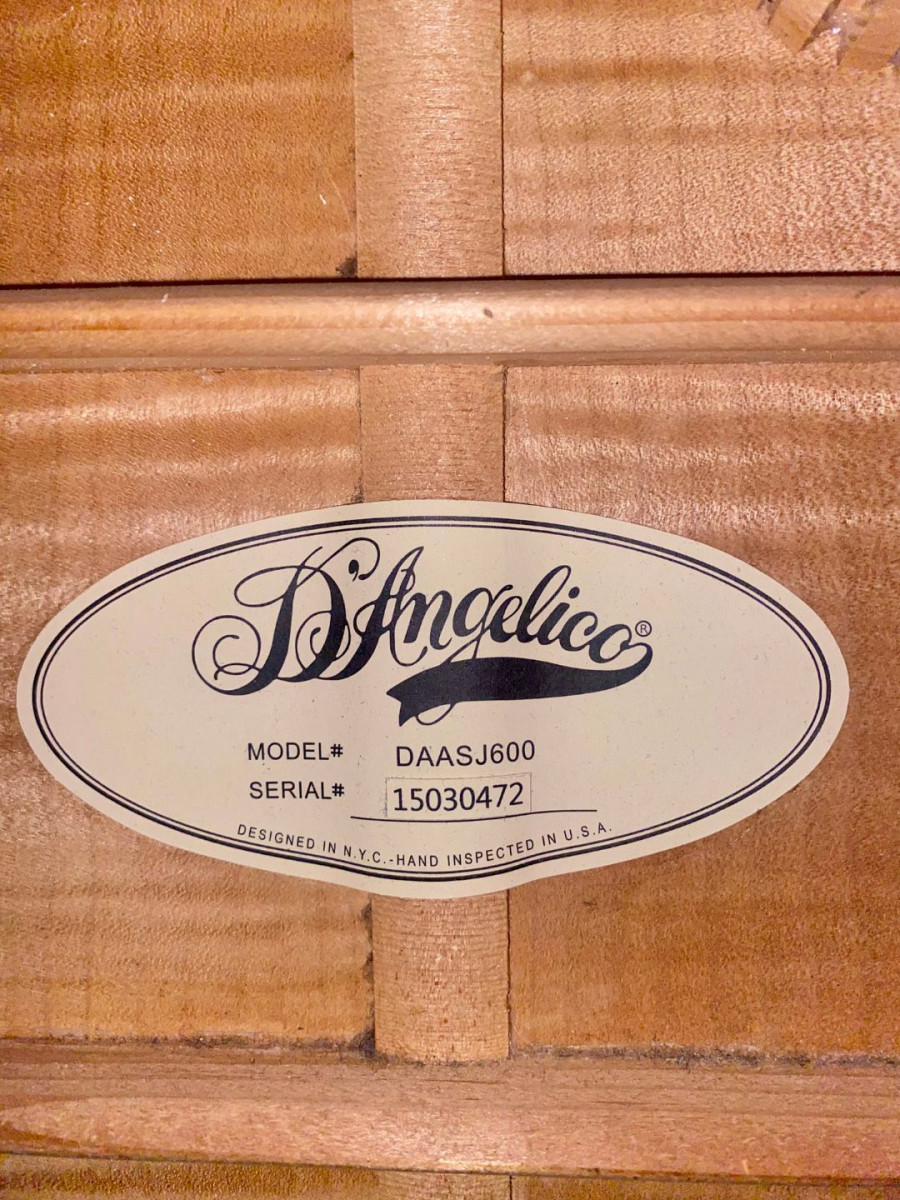 D'Angelico®
MODEL# DAASJ600
SERIAL# 15030472
DESIGNED IN N.Y.C.-HAND INSPECTED IN U.S.A.